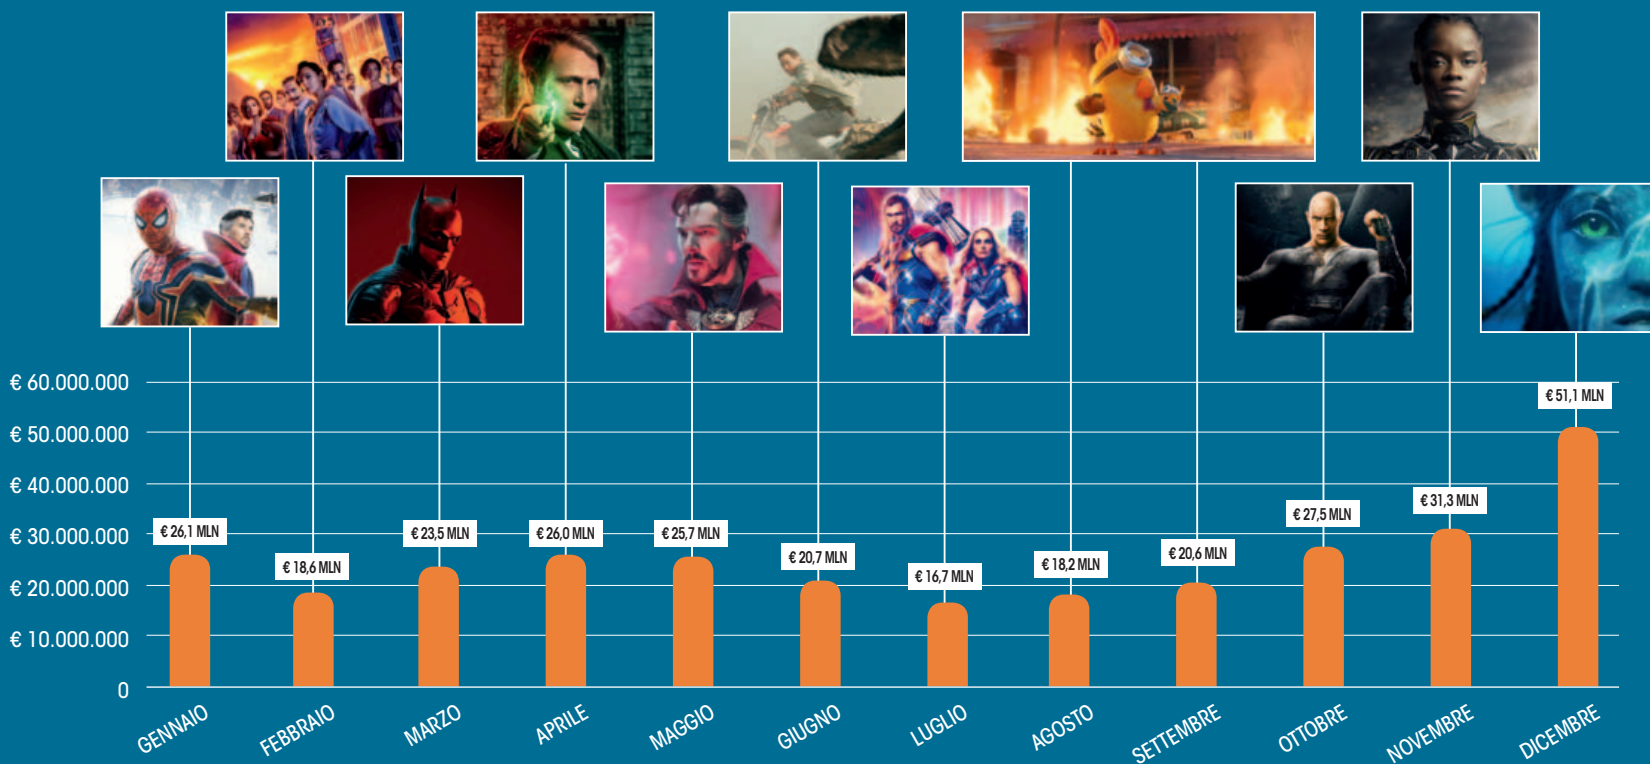 € 60.000.000
€ 50.000.000
€ 40.000.000
€ 30.000.000
€ 20.000.000
€ 10.000.000
0
€ 26,1 MLN
€ 18,6 MLN
€ 23,5 MLN
€ 26,0 MLN
€ 25,7 MLN
€ 20,7 MLN
€ 16,7 MLN
€ 18,2 MLN
€ 20,6 MLN
€ 27,5 MLN
€ 31,3 MLN
€ 51,1 MLN
GENNAIO
FEBBRAIO
MARZO
APRILE
MAGGIO
GIUGNO
LUGLIO
AGOSTO
SETTEMBRE
OTTOBRE
NOVEMBRE
DICEMBRE